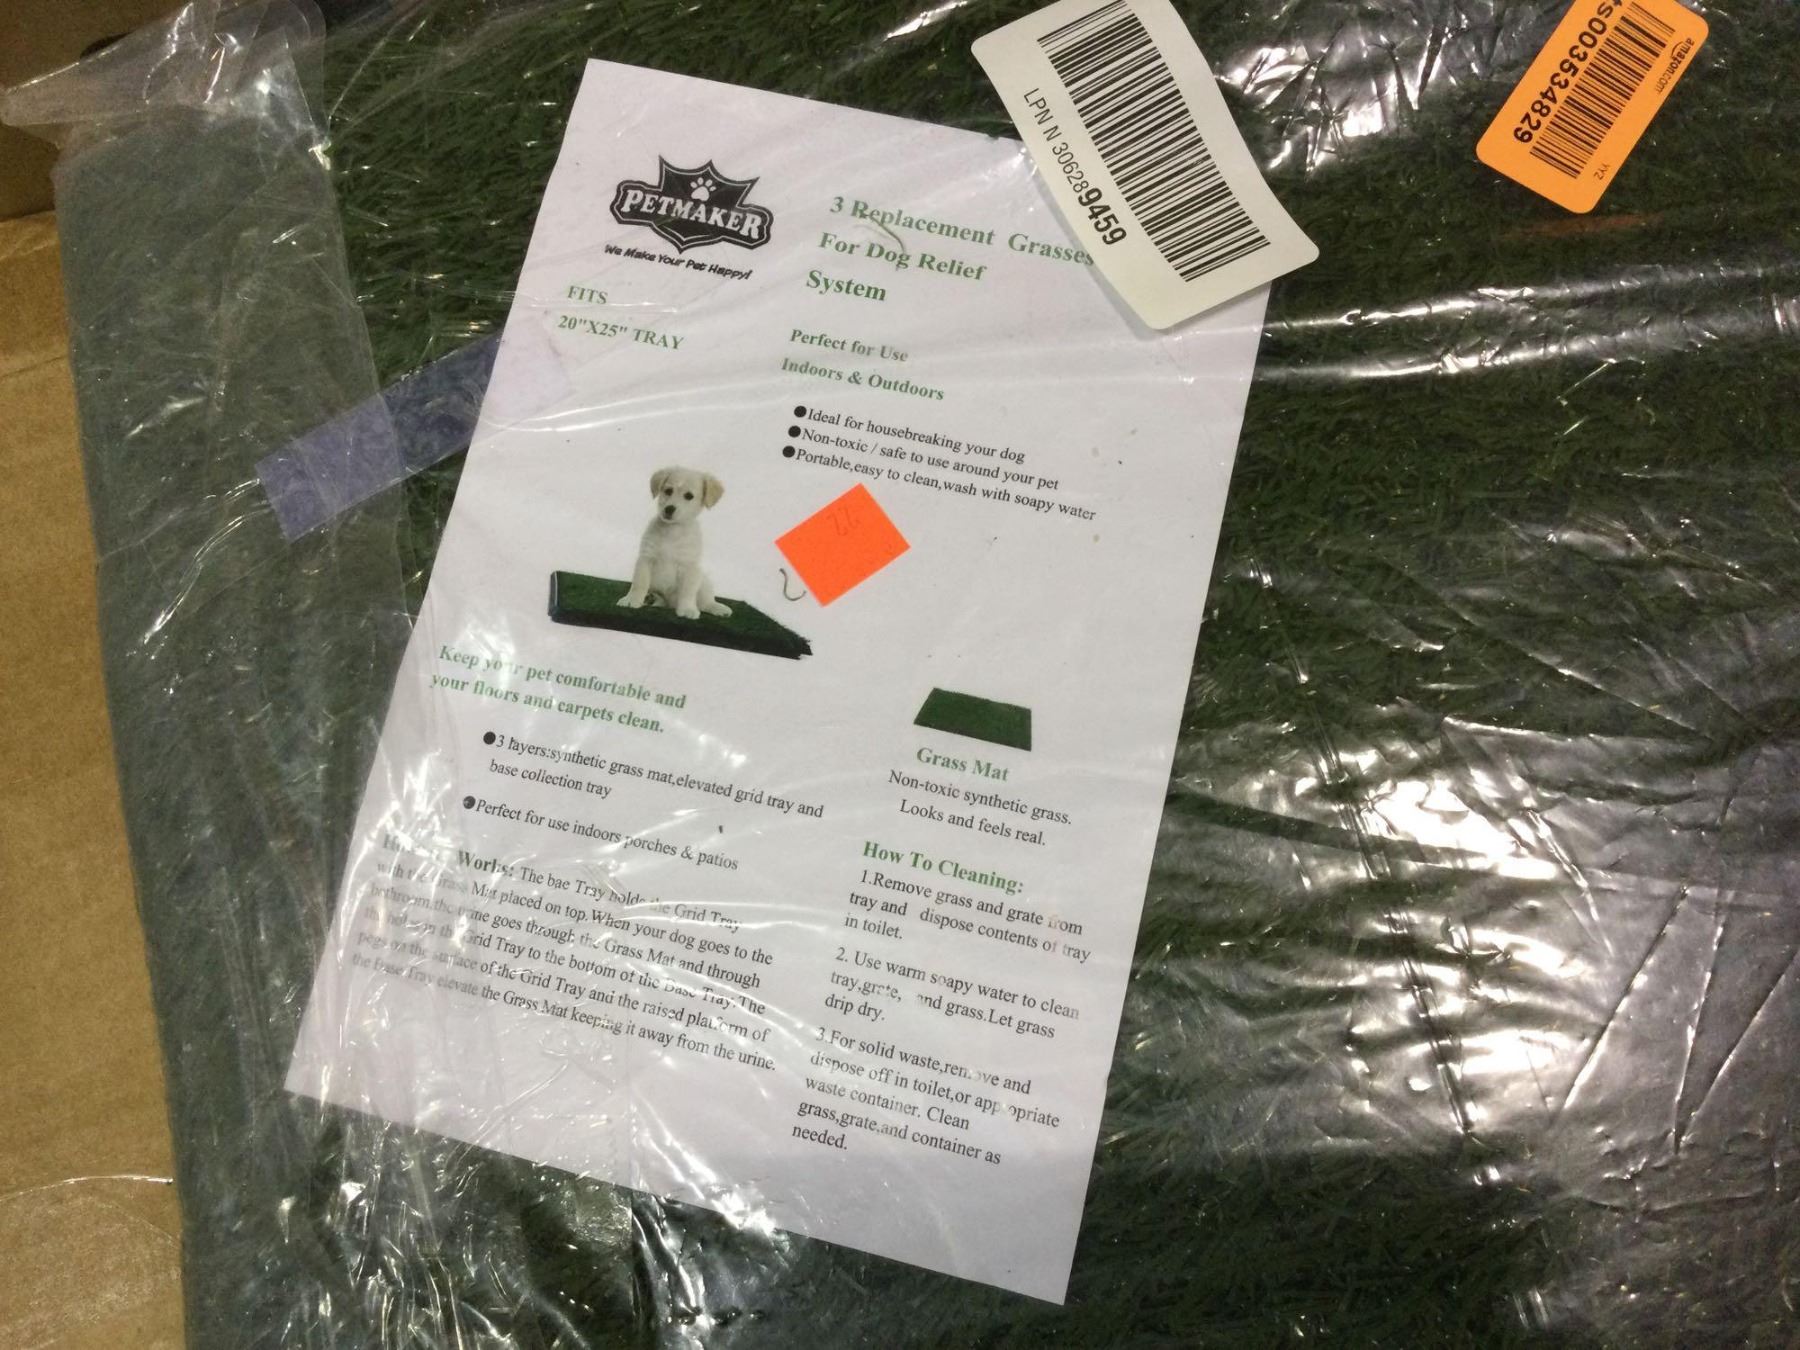 PETMAKER
We Make Your Pet Happy!
3 Replacement Grasses
For Dog Relief
System
FITS
20"X25" TRAY
Perfect for Use
Indoors & Outdoors
●Ideal for housebreaking your dog
●Non-toxic / safe to use around your pet
●Portable,easy to clean,wash with soapy water
Keep your pet comfortable and
your floors and carpets clean.
●3 layers:synthetic grass mat,elevated grid tray and
base collection tray
●Perfect for use indoors porches & patios
Works: The bae Tray holds the Grid Tray
with the Grass Mat placed on top.When your dog goes to the
bathroom.the urine goes through the Grass Mat and through
the holes in the Grid Tray to the bottom of the Base Tray.The
pegs on the surface of the Grid Tray and the raised platform of
the Base Tray elevate the Grass Mat keeping it away from the urine.
Grass Mat
Non-toxic synthetic grass.
Looks and feels real.
How To Cleaning:
1.Remove grass and grate from
tray and dispose contents of tray
in toilet.
2. Use warm soapy water to clean
tray,grate, and grass.Let grass
drip dry.
3.For solid waste,remove and
dispose off in toilet,or appropriate
waste container. Clean
grass,grate,and container as
needed.
LPN N 306289459
amazon.com
ts003534829
YYZ
22